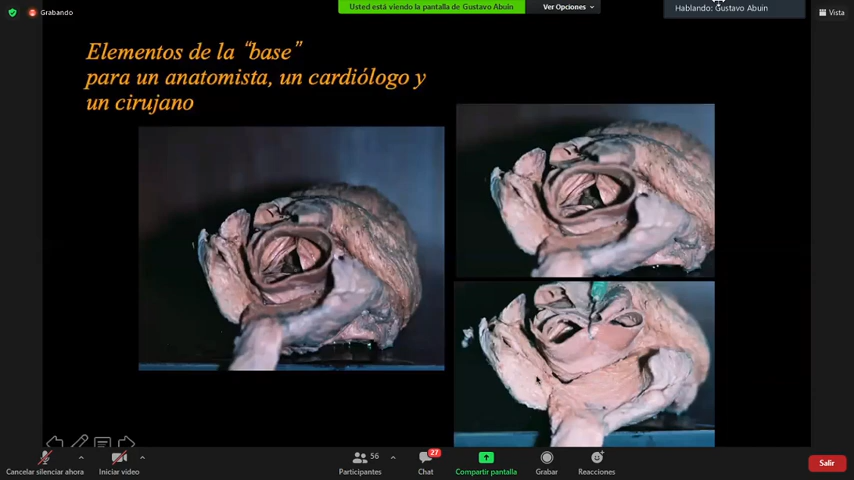 Grabando
Usted está viendo la pantalla de Gustavo Abuin
Ver Opciones
Hablando: Gustavo Abuin
Vista
Elementos de la “base”
para un anatomista, un cardiólogo y
un cirujano
Cancelar silenciar ahora
Iniciar video
56
Participantes
27
Chat
Compartir pantalla
Grabar
Reacciones
Salir